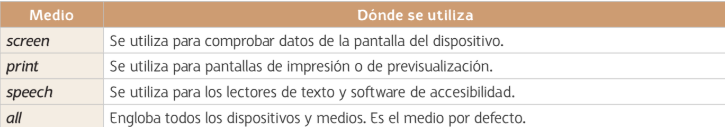 Medio Dónde se utiliza
screen Se utiliza para comprobar datos de la pantalla del dispositivo.
print Se utiliza para pantallas de impresión o de previsualización.
speech Se utiliza para los lectores de texto y software de accesibilidad.
all Engloba todos los dispositivos y medios. Es el medio por defecto.